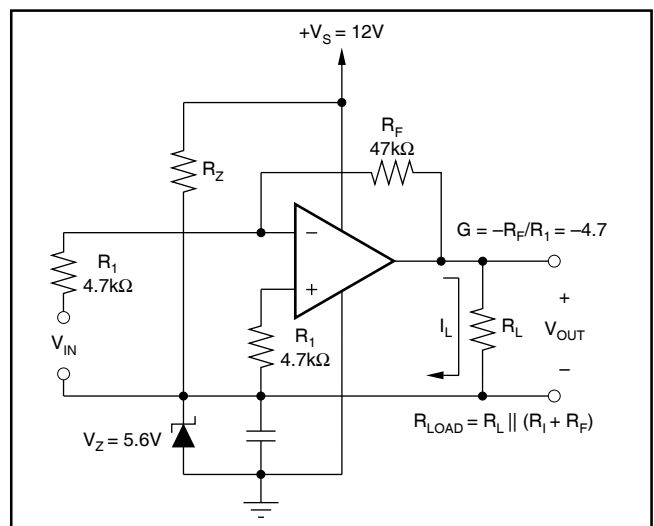 +V_S = 12V
R_F
47kΩ
R_Z
G = –R_F/R_1 = –4.7
R_1
4.7kΩ
–
+
V_IN
R_1
4.7kΩ
I_L
R_L
+
V_OUT
–
V_Z = 5.6V
R_LOAD = R_L || (R_I + R_F)